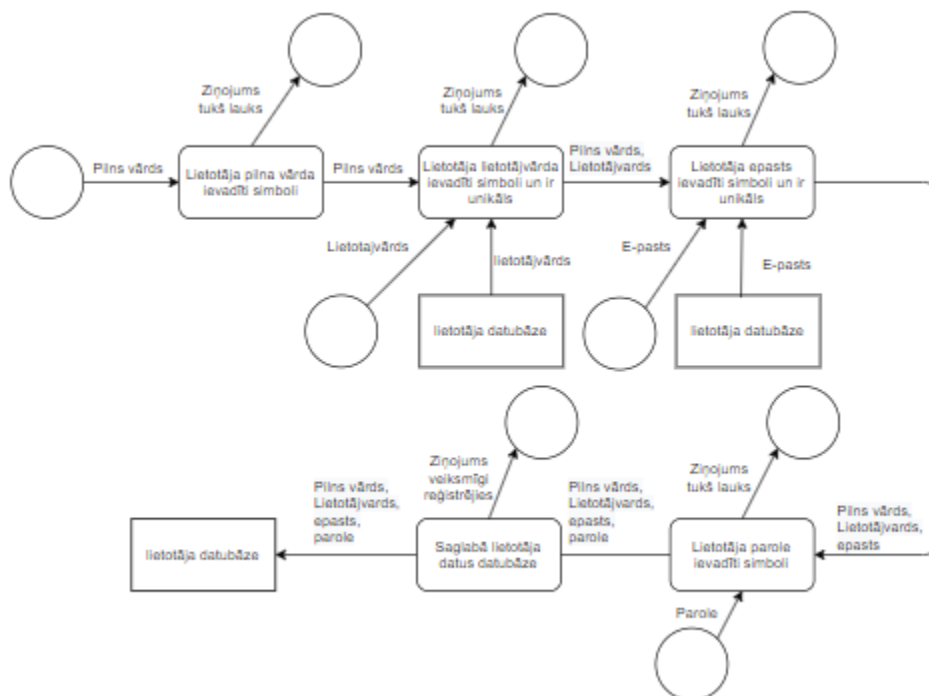 Ziņojums
tukš lauks
Ziņojums
tukš lauks
Ziņojums
tukš lauks
Pilns vārds
Lietotāja pilna vārda
ievadīti simboli
Pilns vārds
Lietotāja lietotājvārda
ievadīti simboli un ir
unikāls
Pilns vārds,
Lietotājvards
Lietotāja epasts
ievadīti simboli un ir
unikāls
Lietotajvārds
lietotājvārds
E-pasts
E-pasts
lietotāja datubāze
lietotāja datubāze
Ziņojums
veiksmīgi
reģistrējies
Ziņojums
tukš lauks
Pilns vārds,
Lietotājvards,
epasts,
parole
Pilns vārds,
Lietotājvards,
epasts,
parole
Pilns vārds,
Lietotājvards,
epasts
lietotāja datubāze
Saglabā lietotāja
datus datubāze
Lietotāja parole
ievadīti simboli
Parole